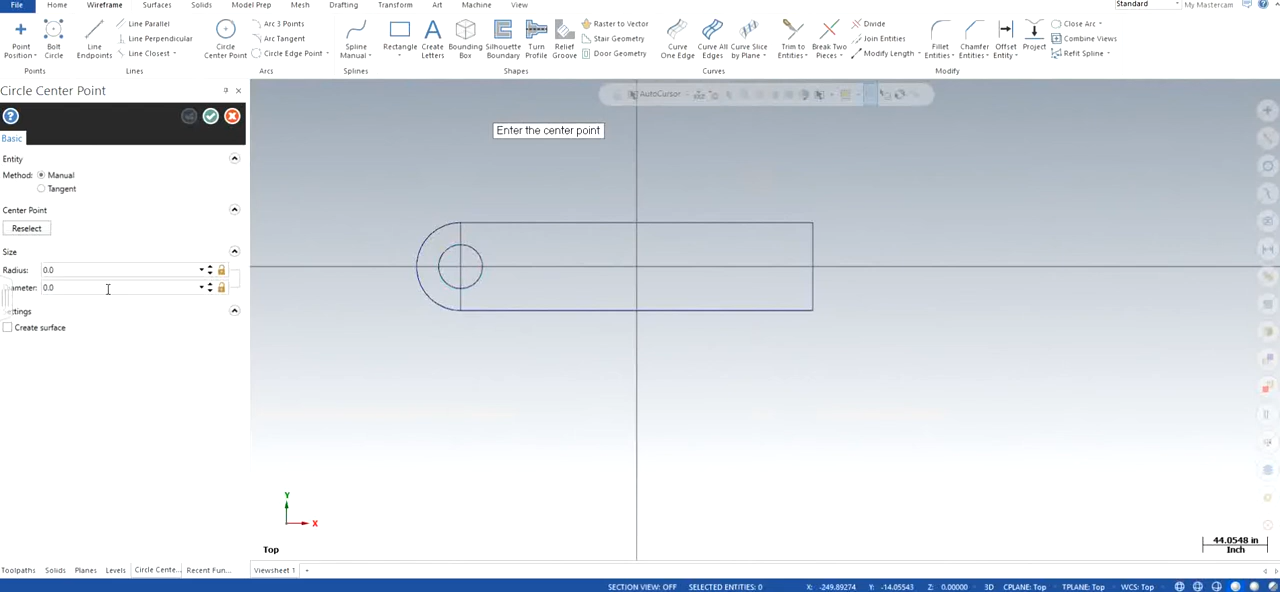 File Home Wireframe Surfaces Solids Model Prep Mesh Drafting Transform Art Machine View Standard My Mastercam
Point Position Bolt Circle Line Endpoints Line Parallel Line Perpendicular Line Closest Circle Center Point Arc 3 Points Arc Tangent Circle Edge Point Spline Manual Rectangle Create Letters Bounding Box Silhouette Boundary Turn Profile Relief Groove Raster to Vector Stair Geometry Door Geometry Curve One Edge Curve All Edges Curve Slice by Plane Trim to Entities Break Two Pieces Divide Join Entities Modify Length Fillet Entities Chamfer Entities Offset Entity Project Close Arc Combine Views Refit Spline
Points Lines Arcs Splines Shapes Curves Modify
Circle Center Point
AutoCursor
Basic
Enter the center point
Entity
Method: Manual
Tangent
Center Point
Reselect
Size
Radius: 0.0
ameter: 0.0
ettings
Create surface
Y
X
Top
44.0548 in
Inch
Toolpaths Solids Planes Levels Circle Cente... Recent Fun... Viewsheet 1
SECTION VIEW: OFF SELECTED ENTITIES: 0 X: -249.89274 Y: -14.05543 Z: 0.00000 3D CPLANE: Top TPLANE: Top WCS: Top